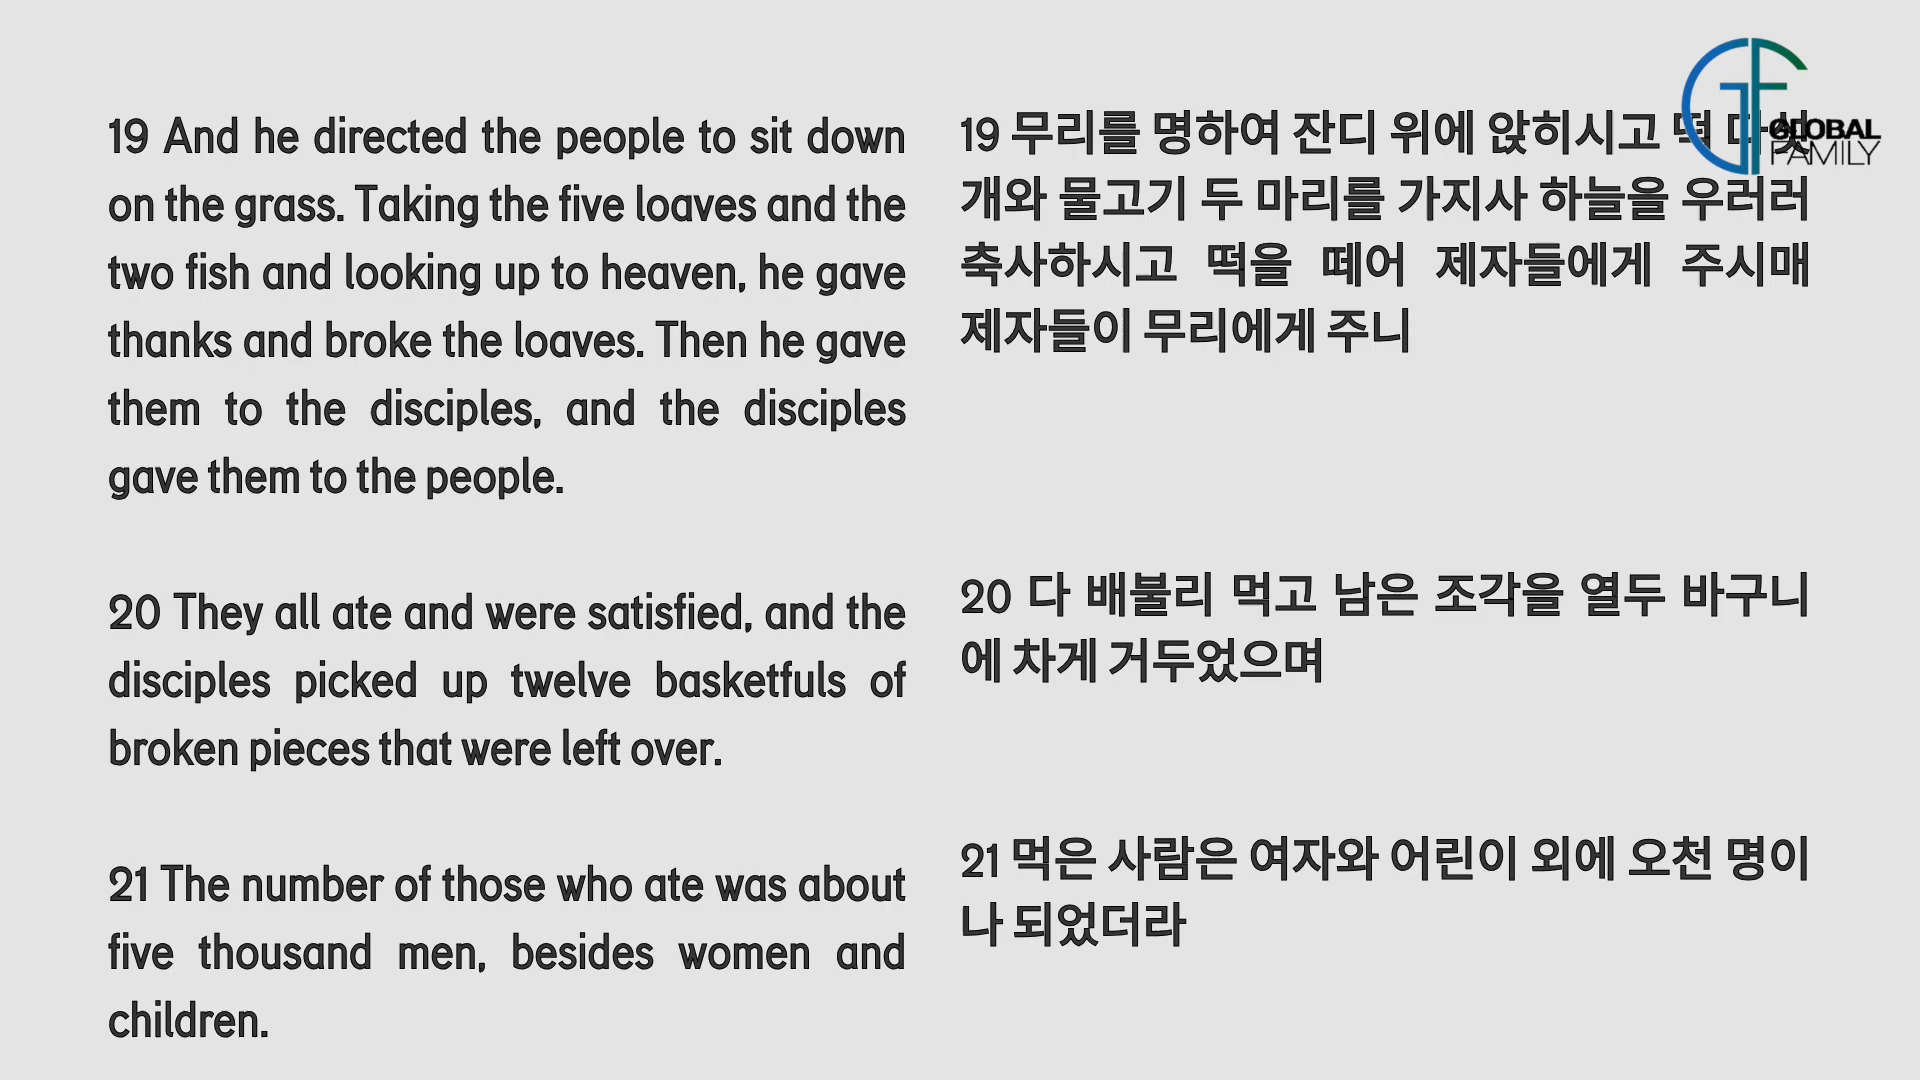 19 And he directed the people to sit down
on the grass. Taking the five loaves and the
two fish and looking up to heaven, he gave
thanks and broke the loaves. Then he gave
them to the disciples, and the disciples
gave them to the people.
20 They all ate and were satisfied, and the
disciples picked up twelve basketfuls of
broken pieces that were left over.
21 The number of those who ate was about
five thousand men, besides women and
children.
19 무리를 명하여 잔디 위에 앉히시고 떡
개와 물고기 두 마리를 가지사 하늘을 우러러
축사하시고 떡을 떼어 제자들에게 주시매
제자들이 무리에게 주니
20 다 배불리 먹고 남은 조각을 열두 바구니
에 차게 거두었으며
21 먹은 사람은 여자와 어린이 외에 오천 명이
나 되었더라
GF
GLOBAL
FAMILY